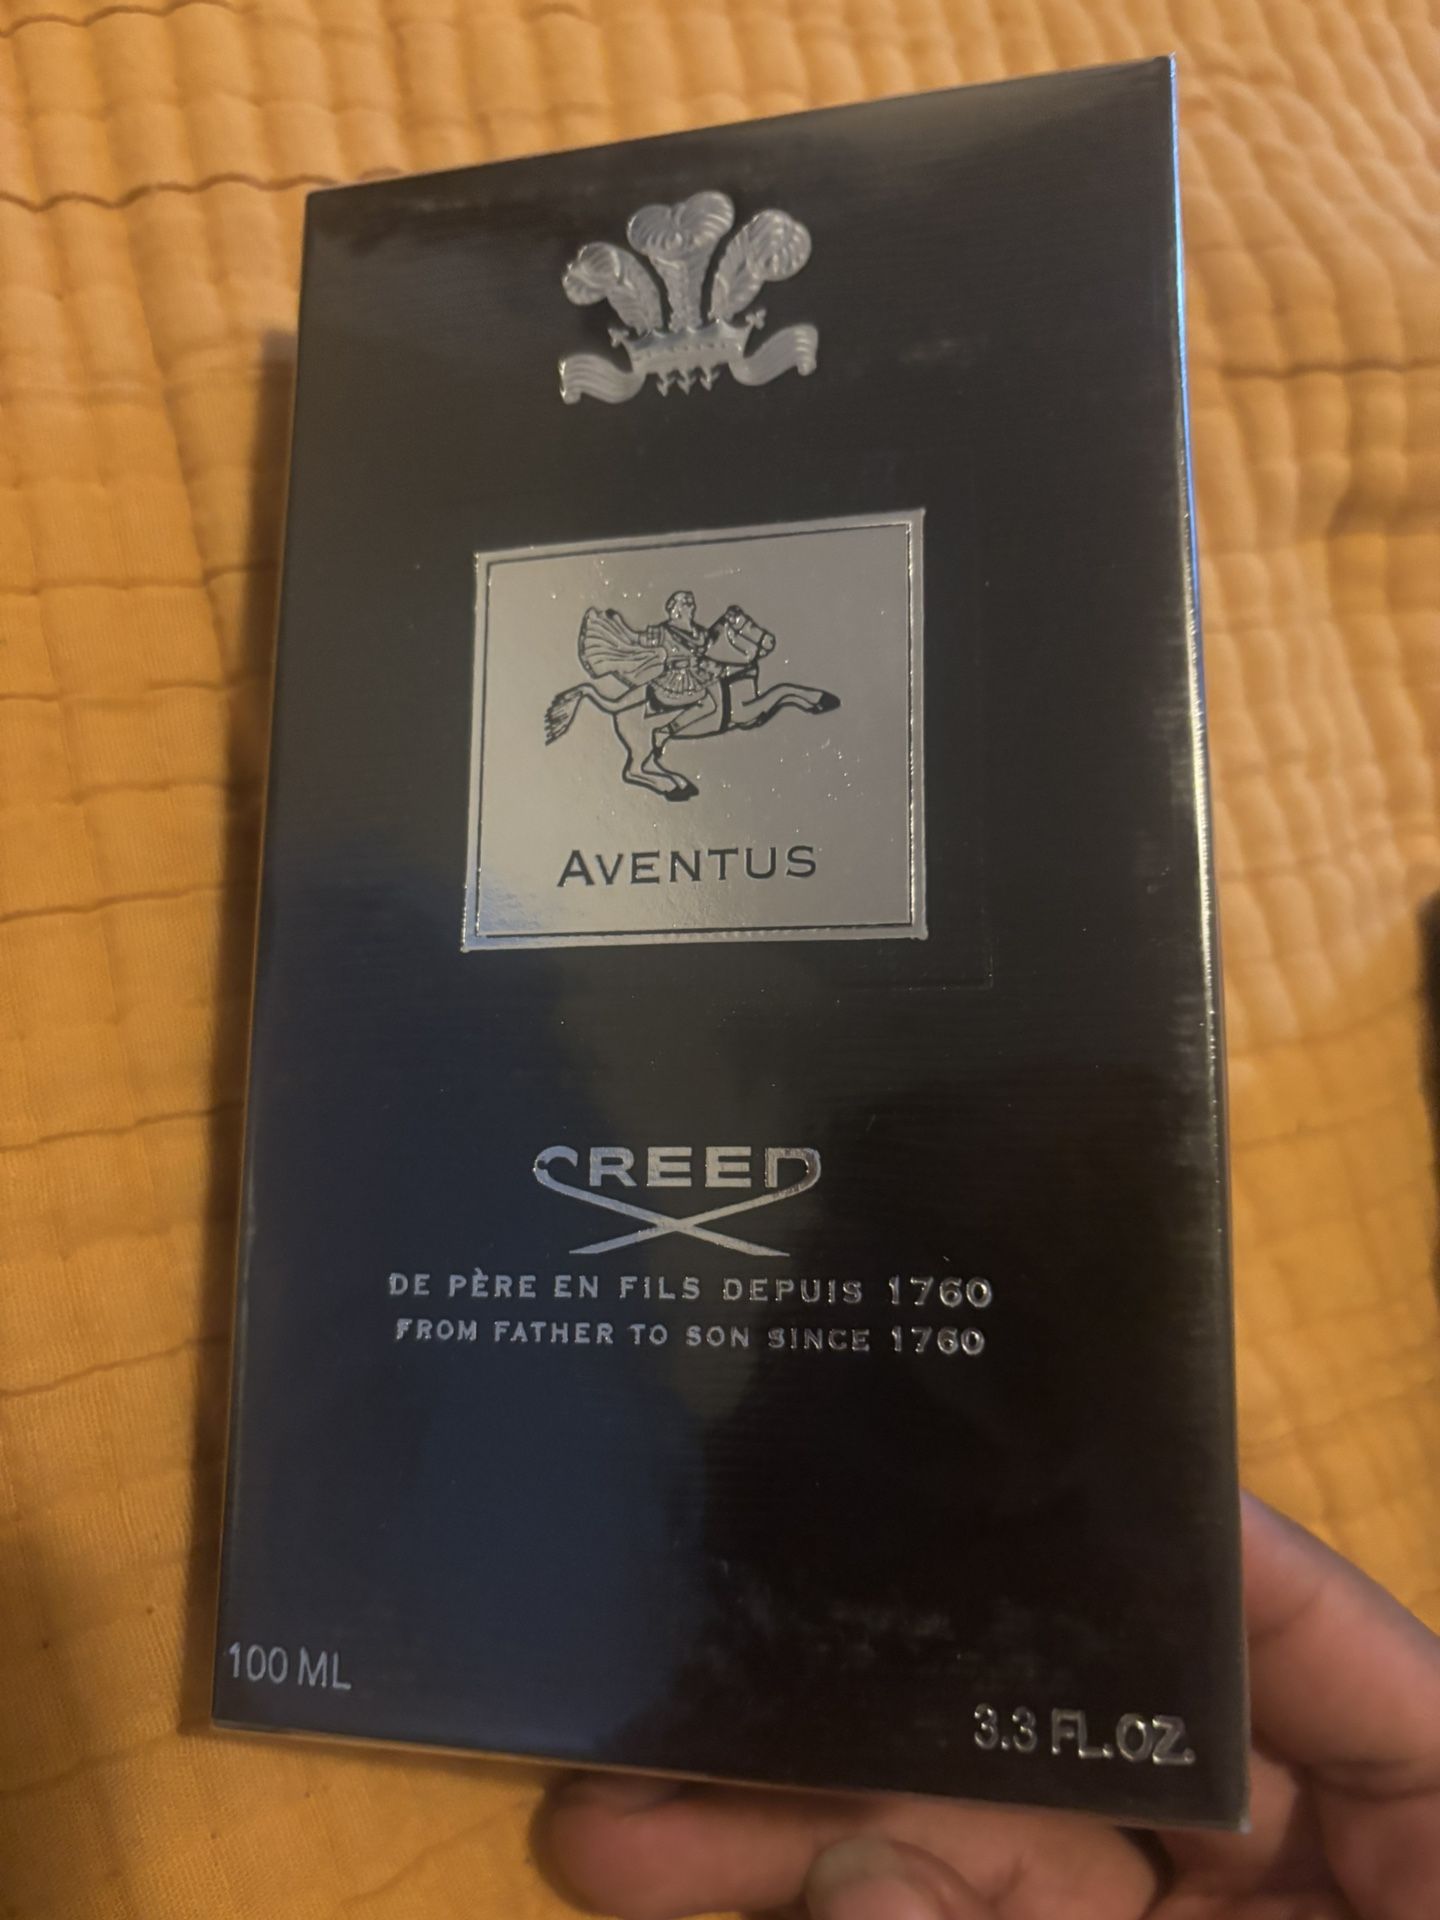 AVENTUS
CREED
DE PÈRE EN FILS DEPUIS 1760
FROM FATHER TO SON SINCE 1760
100 ML
3.3 FL.OZ.